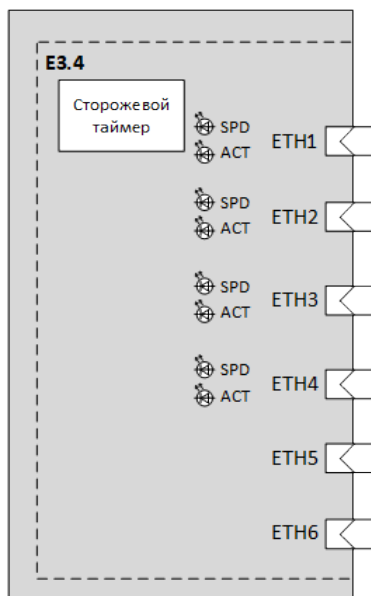 E3.4
Сторожевой
таймер
SPD
ACT
ETH1
SPD
ACT
ETH2
SPD
ACT
ETH3
SPD
ACT
ETH4
ETH5
ETH6